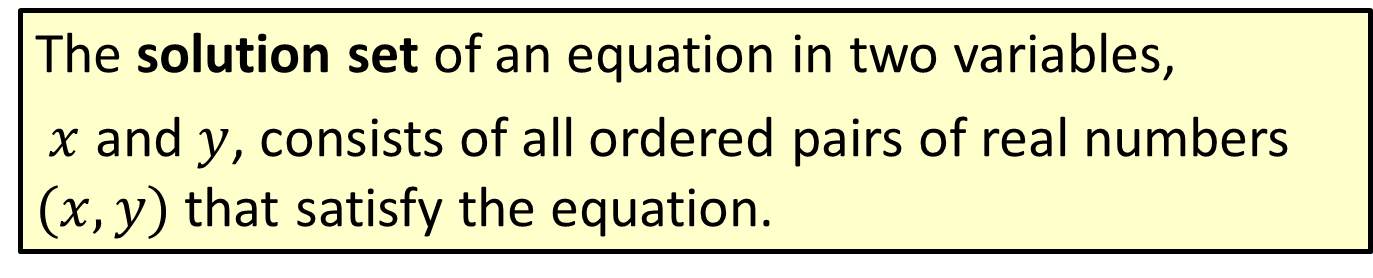 The solution set of an equation in two variables,
x and y, consists of all ordered pairs of real numbers
(x, y) that satisfy the equation.